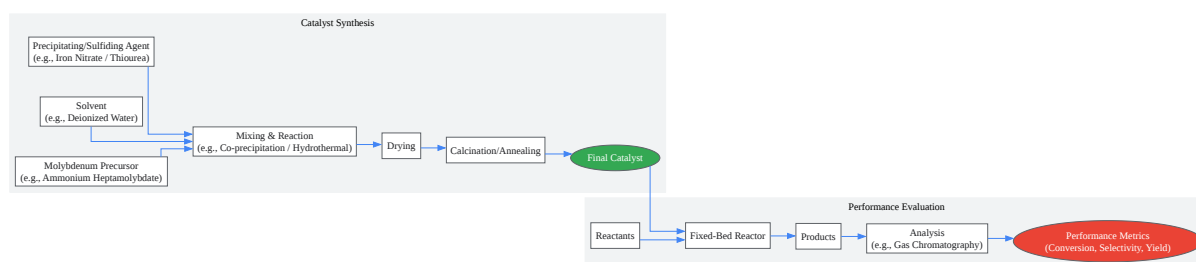 Catalyst Synthesis
Precipitating/Sulfiding Agent
(e.g., Iron Nitrate / Thiourea)
Solvent
(e.g., Deionized Water)
Molybdenum Precursor
(e.g., Ammonium Heptamolybdate)
Mixing & Reaction
(e.g., Co-precipitation / Hydrothermal)
Drying
Calcination/Annealing
Final Catalyst
Performance Evaluation
Reactants
Fixed-Bed Reactor
Products
Analysis
(e.g., Gas Chromatography)
Performance Metrics
(Conversion, Selectivity, Yield)